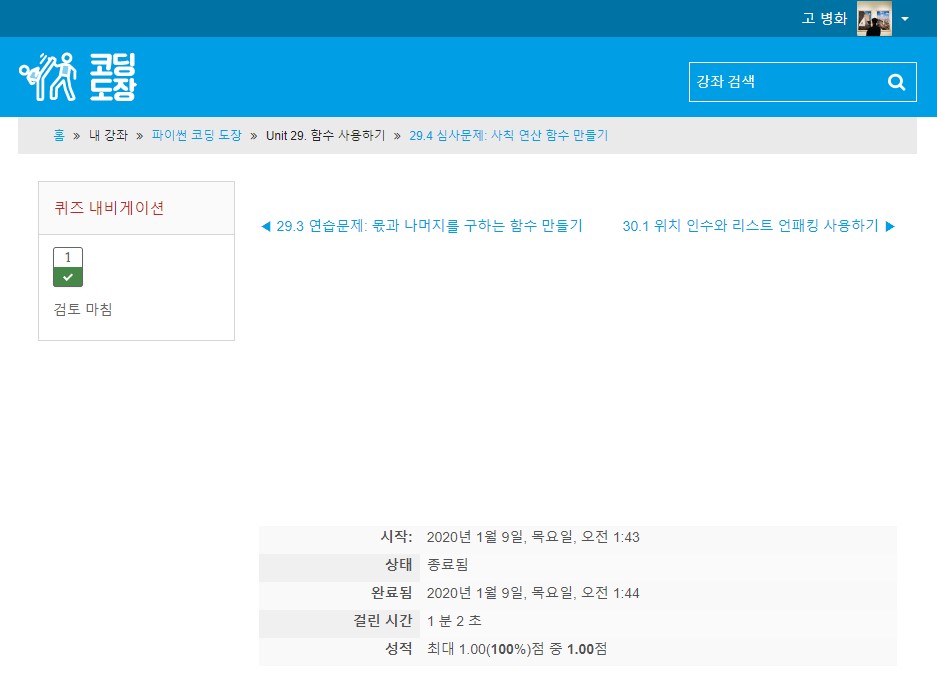 고 병화
코딩
도장
강좌 검색
홈 » 내 강좌 » 파이썬 코딩 도장 » Unit 29. 함수 사용하기 » 29.4 심사문제: 사칙 연산 함수 만들기
퀴즈 내비게이션
1
검토 마침
◀ 29.3 연습문제: 몫과 나머지를 구하는 함수 만들기
30.1 위치 인수와 리스트 언패킹 사용하기 ▶
시작: 2020년 1월 9일, 목요일, 오전 1:43
상태 종료됨
완료됨 2020년 1월 9일, 목요일, 오전 1:44
걸린 시간 1 분 2 초
성적 최대 1.00(100%)점 중 1.00점